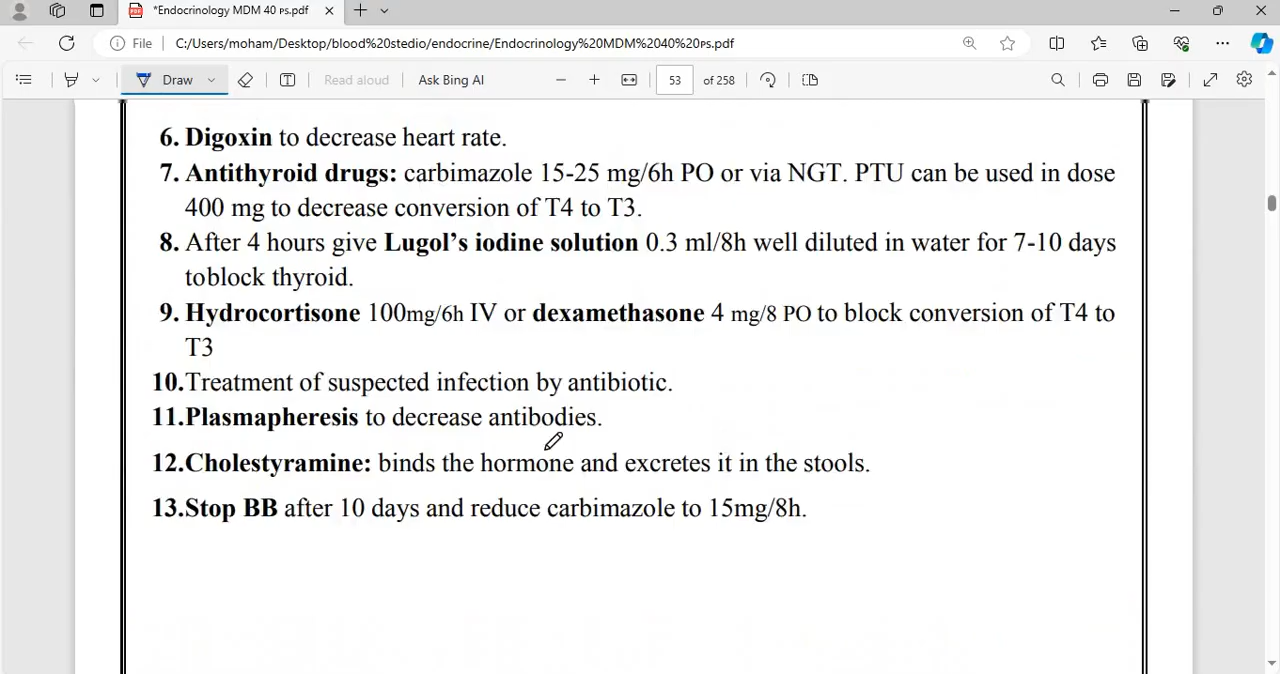 *Endocrinology MDM 40 Ps.pdf
File C:/Users/moham/Desktop/blood%20stedio/endocrine/Endocrinology%20MDM%2040%20Ps.pdf
Draw Read aloud Ask Bing AI 53 of 258
6. Digoxin to decrease heart rate.
7. Antithyroid drugs: carbimazole 15-25 mg/6h PO or via NGT. PTU can be used in dose
400 mg to decrease conversion of T4 to T3.
8. After 4 hours give Lugol’s iodine solution 0.3 ml/8h well diluted in water for 7-10 days
toblock thyroid.
9. Hydrocortisone 100mg/6h IV or dexamethasone 4 mg/8 PO to block conversion of T4 to
T3
10.Treatment of suspected infection by antibiotic.
11.Plasmapheresis to decrease antibodies.
12.Cholestyramine: binds the hormone and excretes it in the stools.
13.Stop BB after 10 days and reduce carbimazole to 15mg/8h.